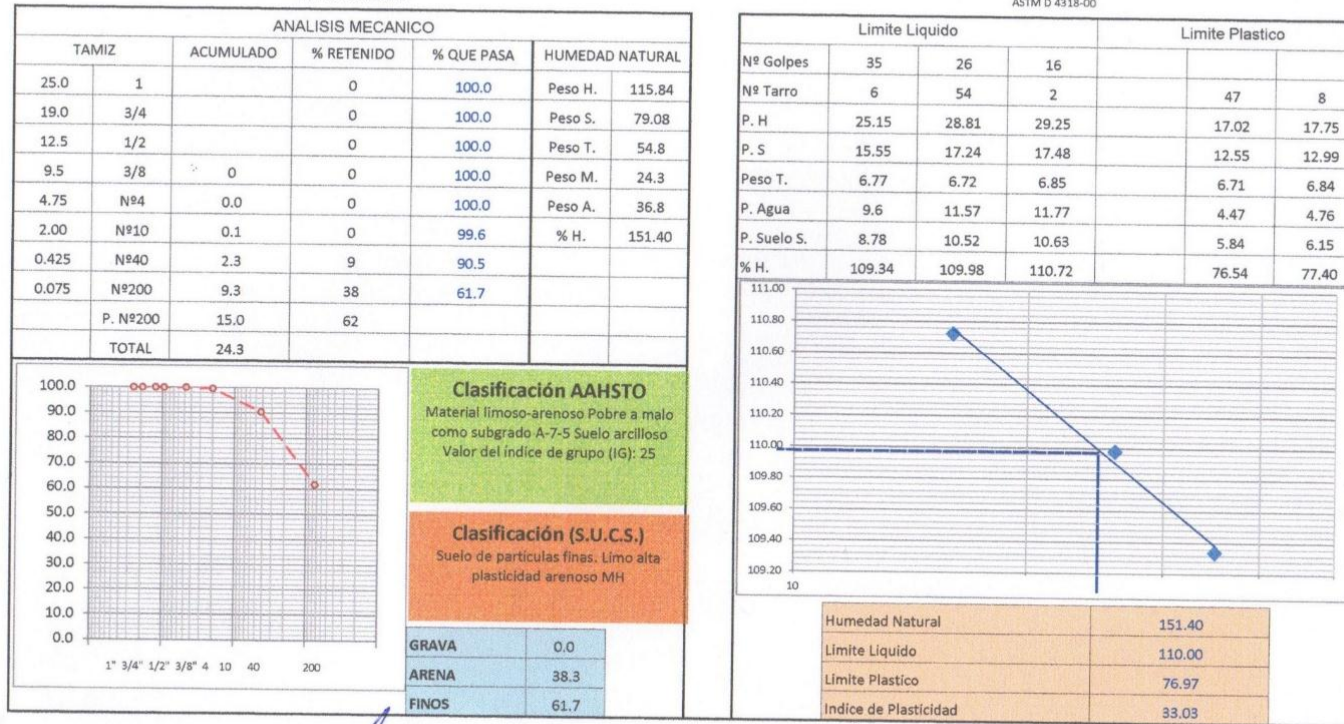 ASTM D 4318-00
ANALISIS MECANICO
TAMIZ ACUMULADO % RETENIDO % QUE PASA HUMEDAD NATURAL
25.0 1 0 100.0 Peso H. 115.84
19.0 3/4 0 100.0 Peso S. 79.08
12.5 1/2 0 100.0 Peso T. 54.8
9.5 3/8 0 0 100.0 Peso M. 24.3
4.75 Nº4 0.0 0 100.0 Peso A. 36.8
2.00 Nº10 0.1 0 99.6 % H. 151.40
0.425 Nº40 2.3 9 90.5
0.075 Nº200 9.3 38 61.7
P. Nº200 15.0 62
TOTAL 24.3
100.0
90.0
80.0
70.0
60.0
50.0
40.0
30.0
20.0
10.0
0.0
1" 3/4" 1/2" 3/8" 4 10 40 200
Clasificación AAHSTO
Material limoso-arenoso Pobre a malo
como subgrado A-7-5 Suelo arcilloso
Valor del índice de grupo (IG): 25
Clasificación (S.U.C.S.)
Suelo de partículas finas. Limo alta
plasticidad arenoso MH
GRAVA 0.0
ARENA 38.3
FINOS 61.7
Limite Liquido Limite Plastico
Nº Golpes 35 26 16
Nº Tarro 6 54 2 47 8
P. H 25.15 28.81 29.25 17.02 17.75
P. S 15.55 17.24 17.48 12.55 12.99
Peso T. 6.77 6.72 6.85 6.71 6.84
P. Agua 9.6 11.57 11.77 4.47 4.76
P. Suelo S. 8.78 10.52 10.63 5.84 6.15
% H. 109.34 109.98 110.72 76.54 77.40
111.00
110.80
110.60
110.40
110.20
110.00
109.80
109.60
109.40
109.20
10
Humedad Natural 151.40
Limite Liquido 110.00
Limite Plastico 76.97
Indice de Plasticidad 33.03